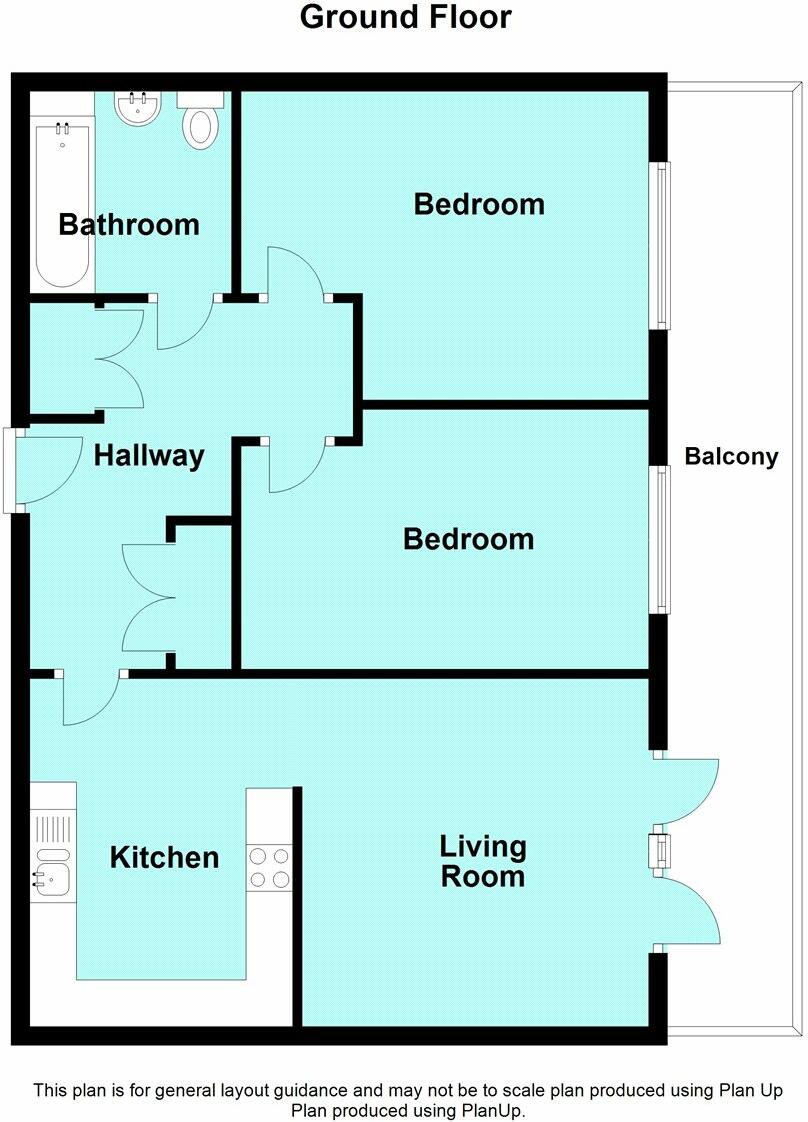 Ground Floor
Bathroom
Bedroom
Hallway
Balcony
Bedroom
Kitchen
Living
Room
This plan is for general layout guidance and may not be to scale plan produced using Plan Up
Plan produced using PlanUp.